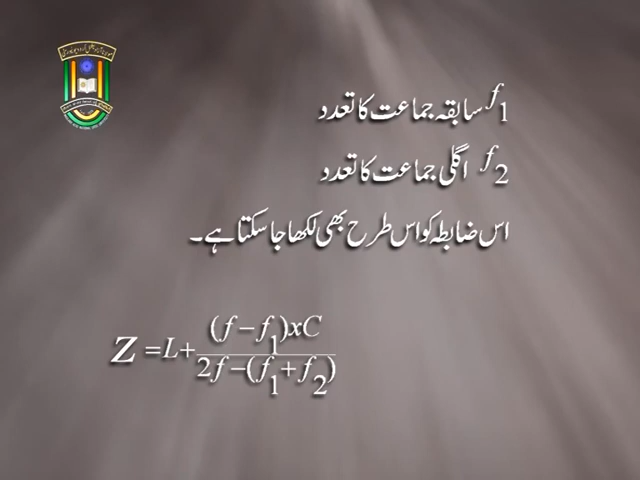 f1 سابقہ جماعت کا تعدد
f2 اگلی جماعت کا تعدد
اس ضابطہ کو اس طرح بھی لکھا جا سکتا ہے۔
Z = L + (f − f1)xC / 2f − (f1 + f2)